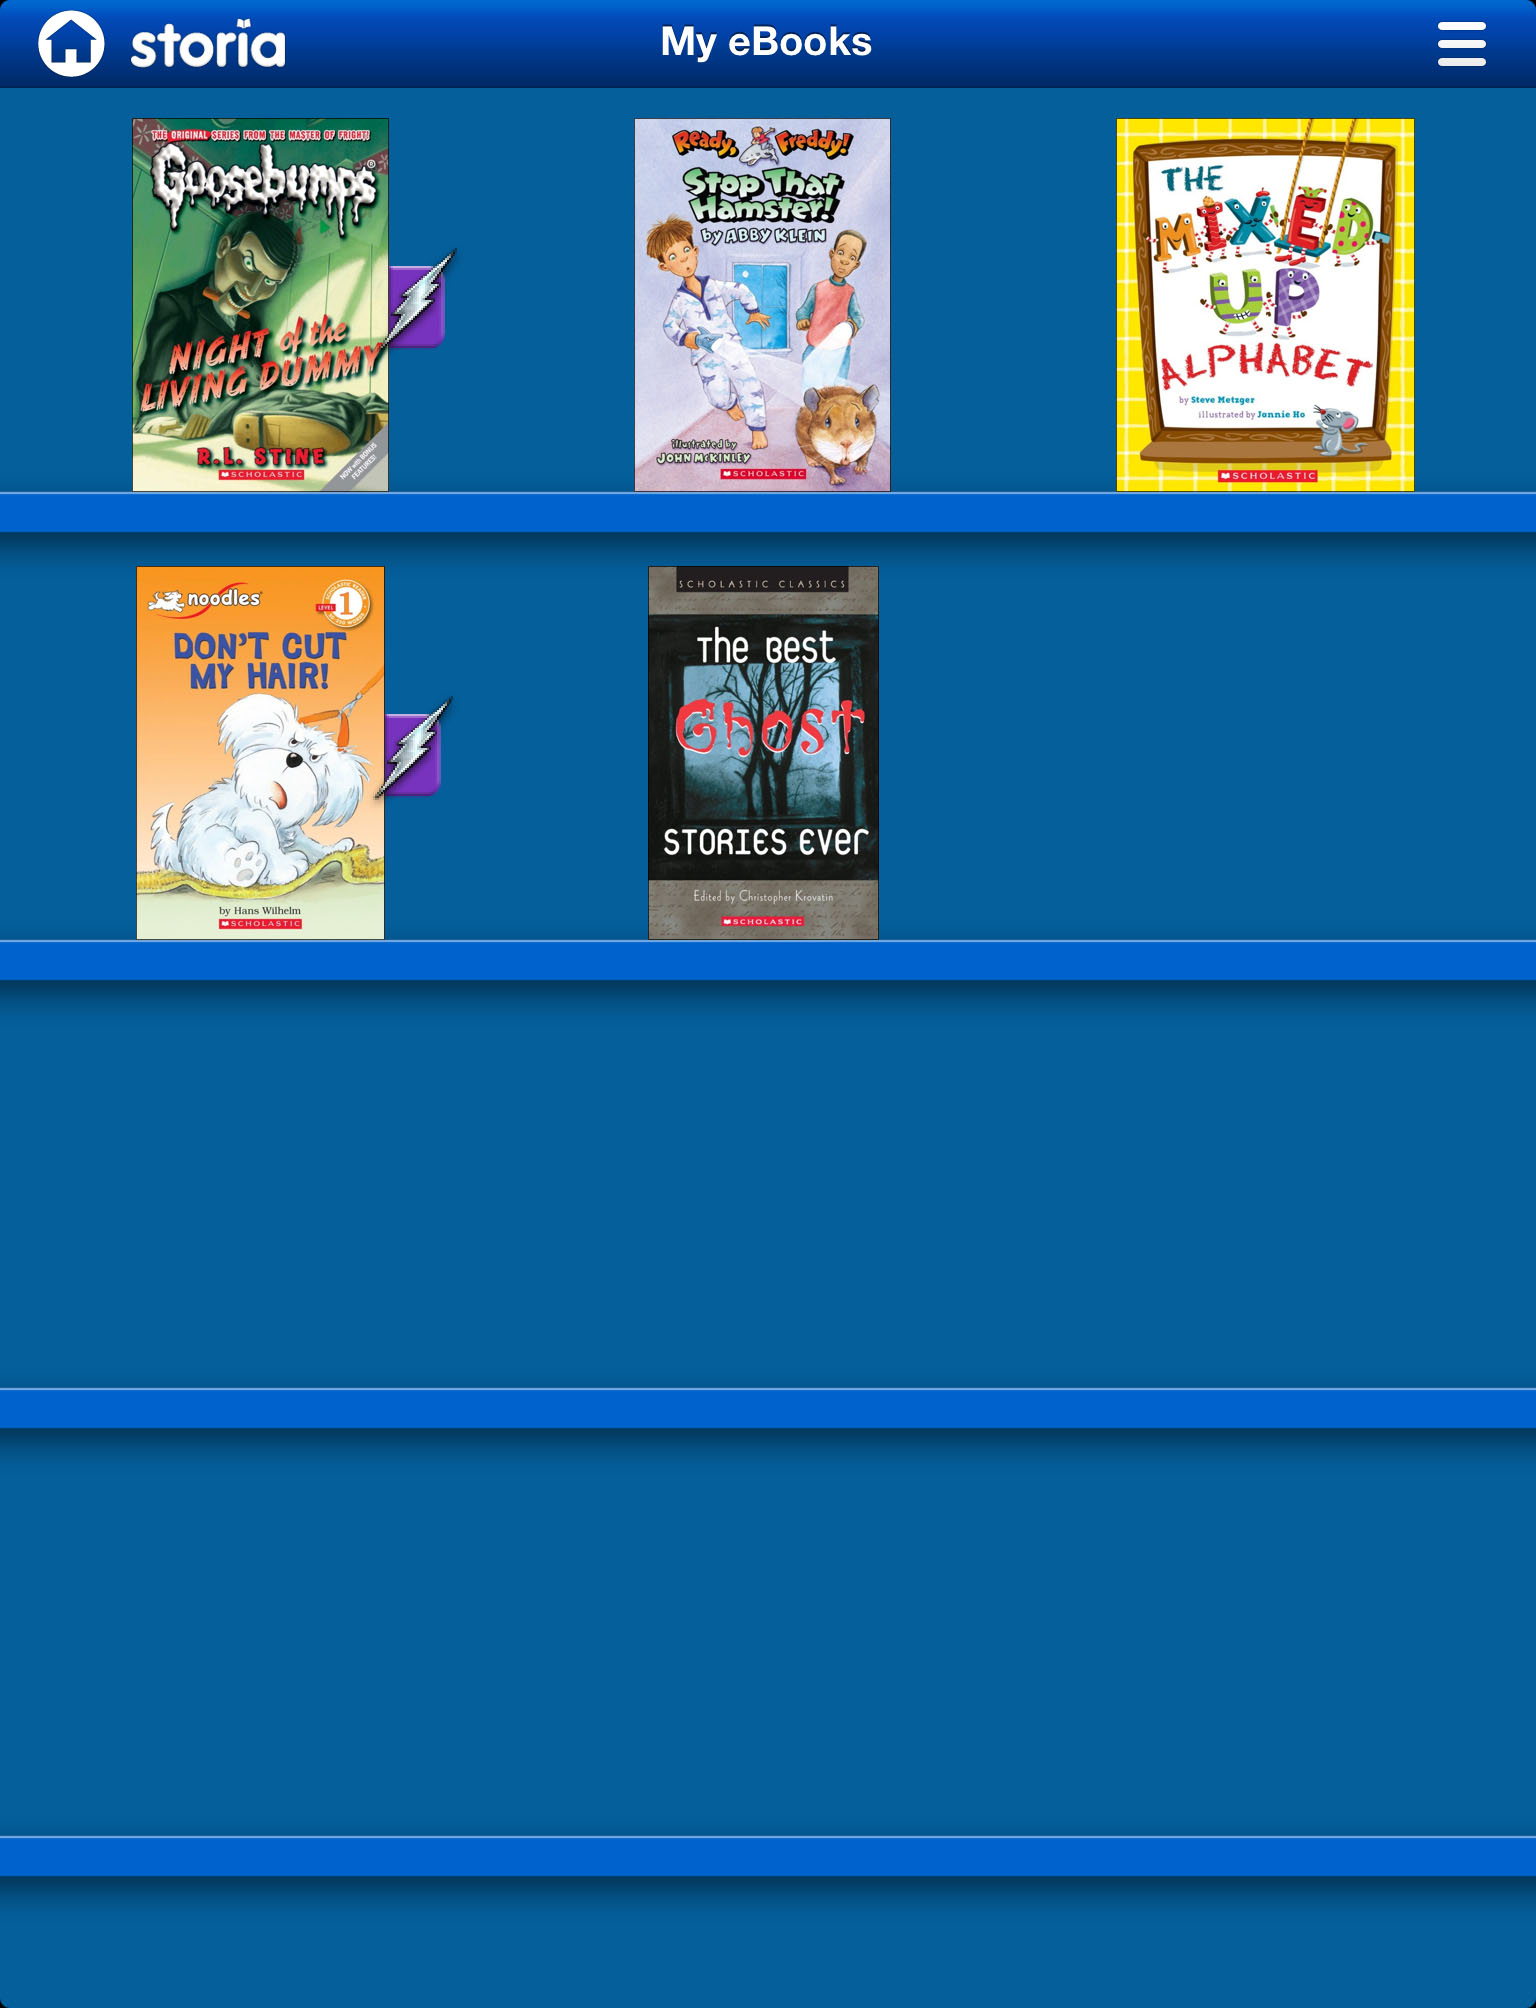 storia
My eBooks
THE ORIGINAL SERIES FROM THE MASTER OF FRIGHT!
Goosebumps®
NIGHT of the
LIVING DUMMY
R.L. STINE
SCHOLASTIC
NOW with BONUS
FEATURES!
Ready, Freddy!
Stop That
Hamster!
by ABBY KLEIN
illustrated by
JOHN McKINLEY
SCHOLASTIC
THE
MIXED
UP
ALPHABET
by Steve Metzger
illustrated by Jannie Ho
SCHOLASTIC
noodles
LEVEL 1
DON'T CUT
MY HAIR!
by Hans Wilhelm
SCHOLASTIC
SCHOLASTIC CLASSICS
The Best
Ghost
STORIES EVER
Edited by Christopher Krovatin
SCHOLASTIC